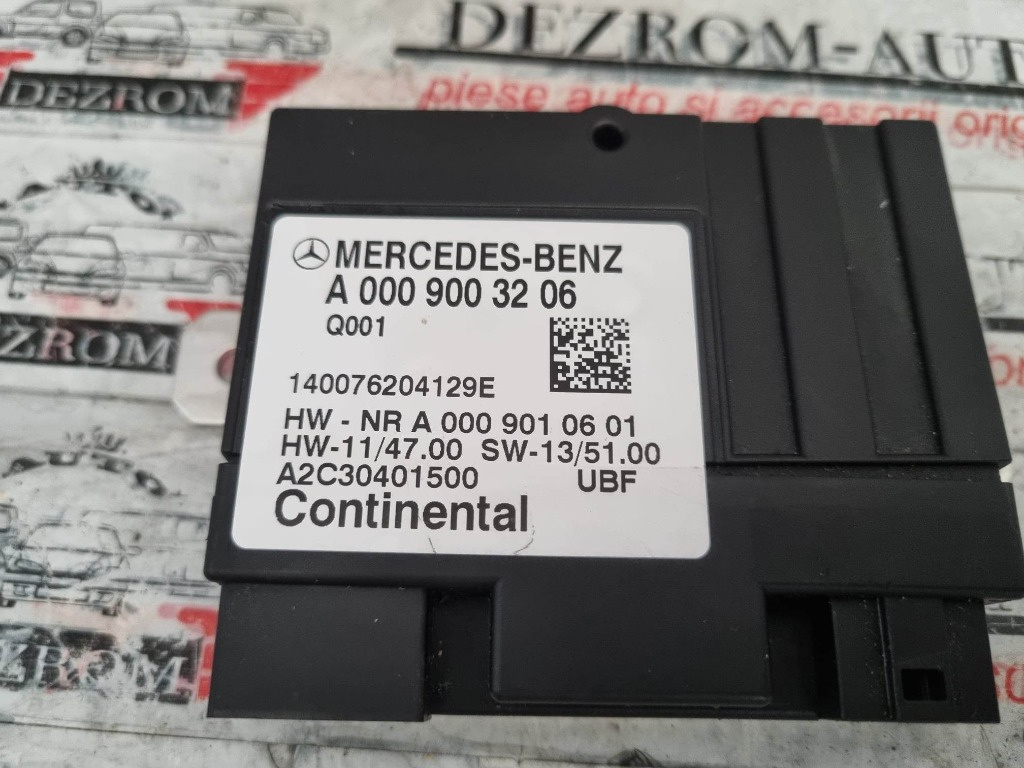 DEZROM-AUT
piese auto si accesorii orig
DEZROM
MERCEDES-BENZ
A 000 900 32 06
Q001
140076204129E
HW - NR A 000 901 06 01
HW-11/47.00 SW-13/51.00
A2C30401500 UBF
Continental
ZROM
DEZROM